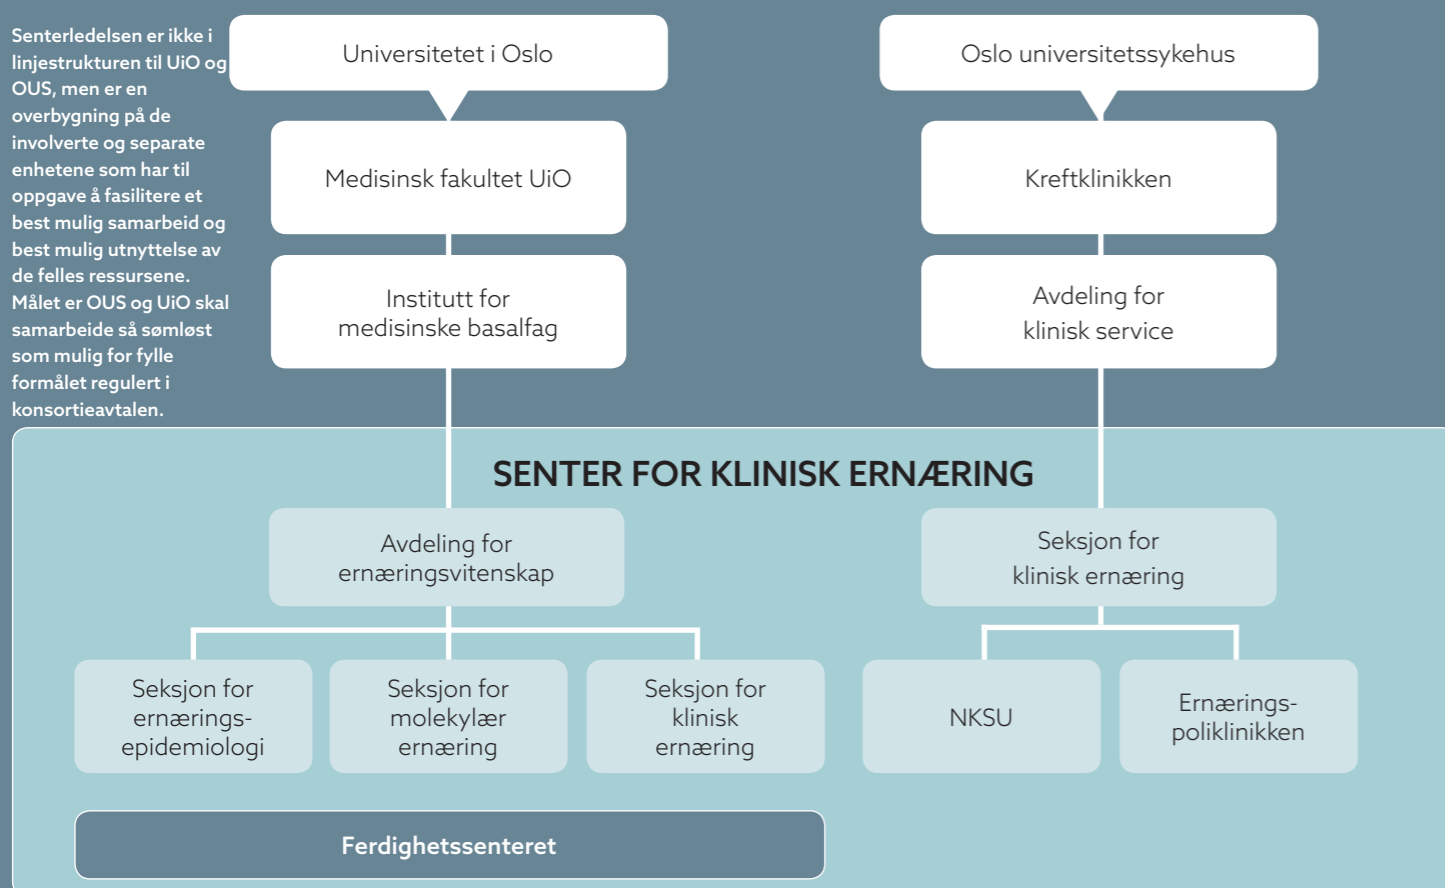 Senterledelsen er ikke i
linjestrukturen til UiO og
OUS, men er en
overbygning på de
involverte og separate
enhetene som har til
oppgave å fasilitere et
best mulig samarbeid og
best mulig utnyttelse av
de felles ressursene.
Målet er OUS og UiO skal
samarbeide så sømløst
som mulig for fylle
formålet regulert i
konsortieavtalen.
Universitetet i Oslo
Oslo universitetssykehus
Medisinsk fakultet UiO
Kreftklinikken
Institutt for
medisinske basalfag
Avdeling for
klinisk service
SENTER FOR KLINISK ERNÆRING
Avdeling for
ernæringsvitenskap
Seksjon for
klinisk ernæring
Seksjon for
ernærings-
epidemiologi
Seksjon for
molekylær
ernæring
Seksjon for
klinisk
ernæring
NKSU
Ernærings-
poliklinikken
Ferdighetssenteret